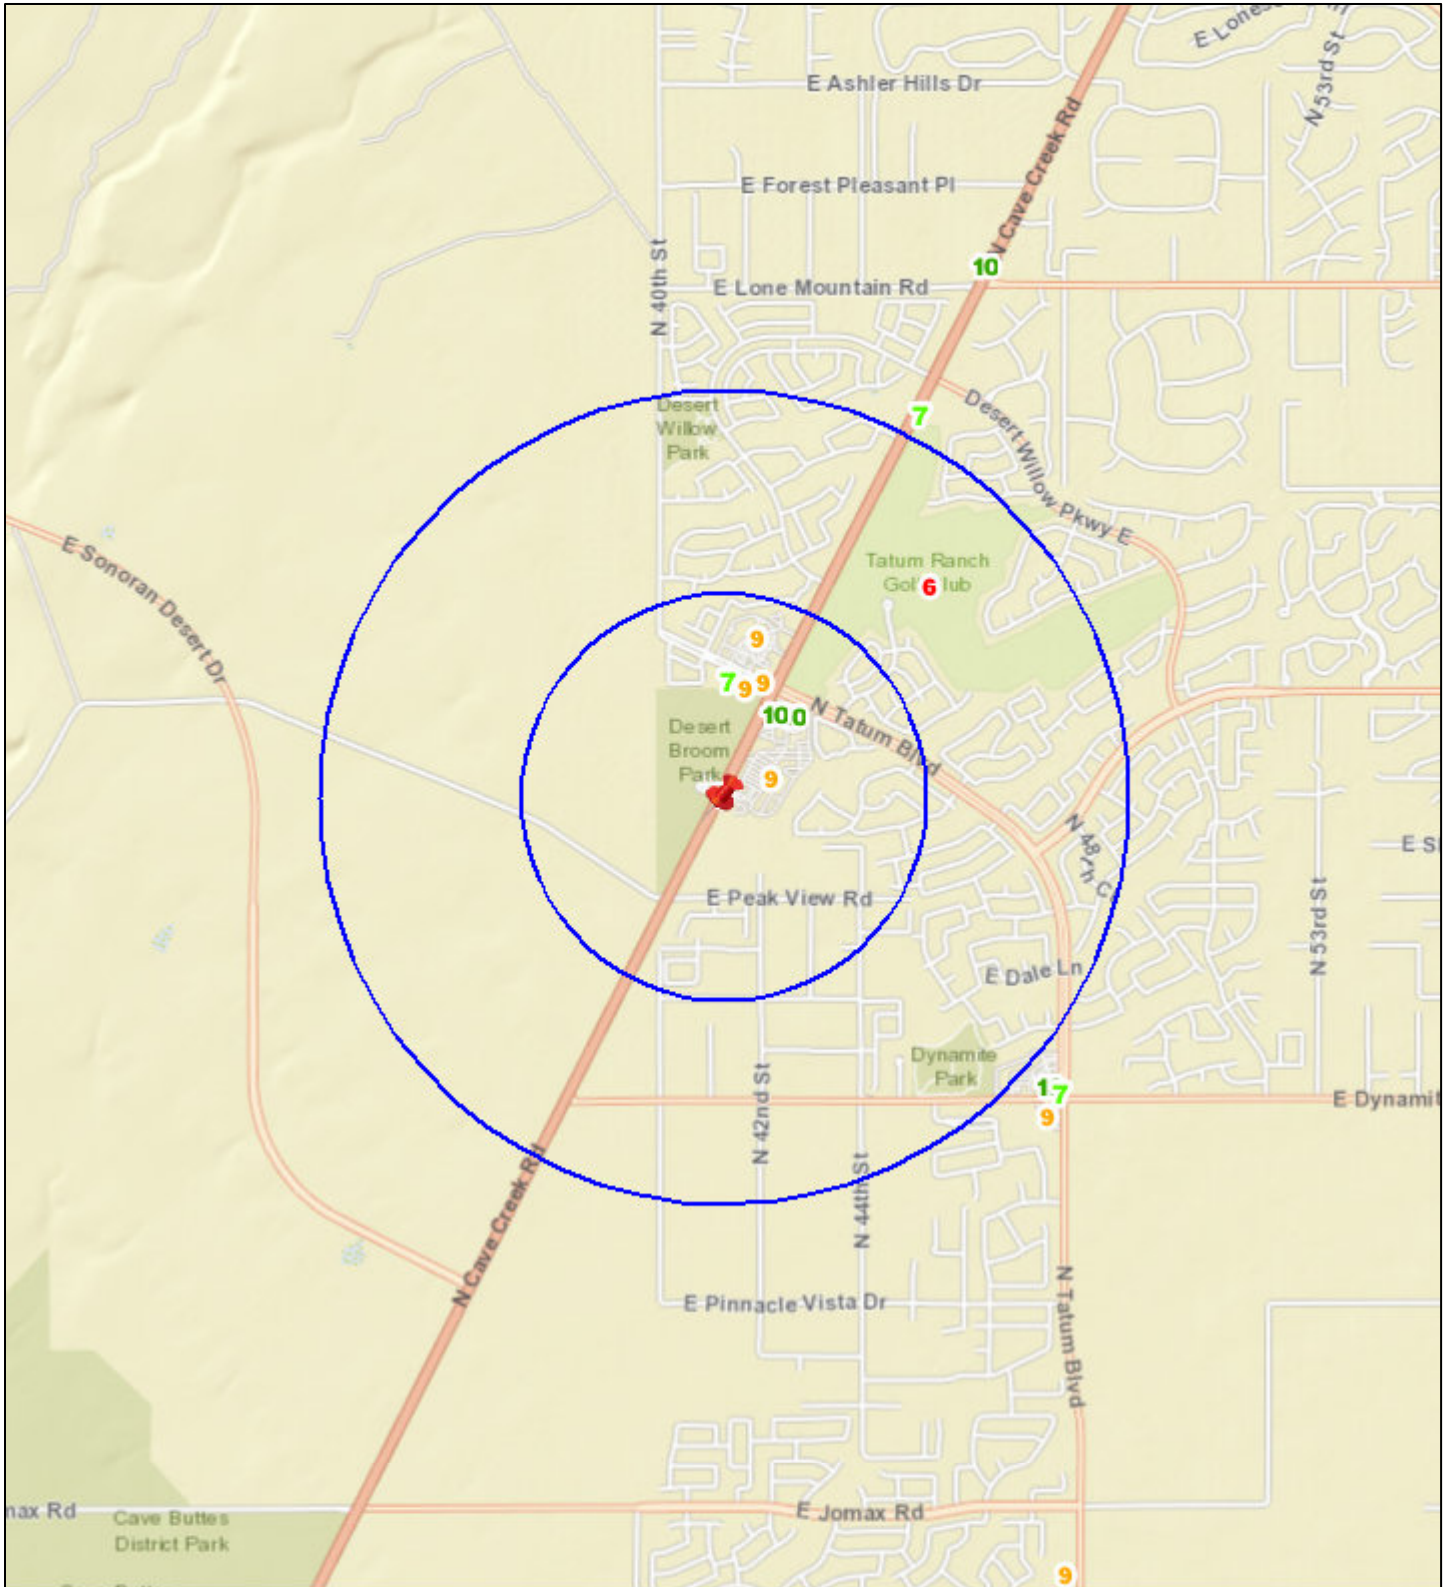 E Lones
N 53rd St
E Ashler Hills Dr
N Cave Creek Rd
E Forest Pleasant Pl
N 40th St
10
E Lone Mountain Rd
Desert
Willow
Park
7
Desert Willow Pkwy E
E Sonoran Desert Dr
Tatum Ranch
Gol
lub
6
9
7
9
9
10
0
N Tatum Blvd
Desert
Broom
Park
9
N 48th Ct
E S
E Peak View Rd
N 53rd St
E Dale Ln
Dynamite
Park
1
7
9
E Dynamit
N 42nd St
N 44th St
N Cave Creek Rd
E Pinnacle Vista Dr
N Tatum Blvd
max Rd
Cave Buttes
District Park
E Jomax Rd
9